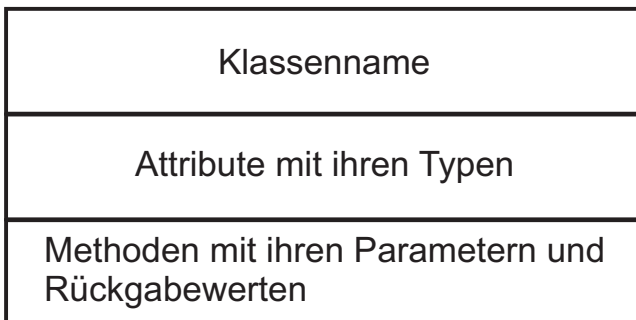 Klassenname
Attribute mit ihren Typen
Methoden mit ihren Parametern und
Rückgabewerten